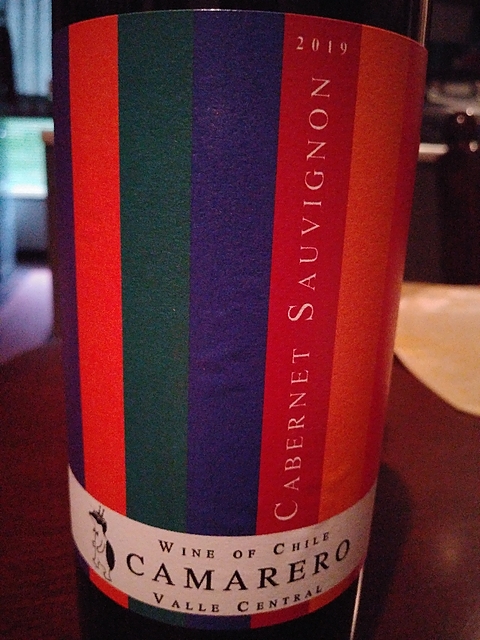 2019
CABERNET SAUVIGNON
WINE OF CHILE
CAMARERO
VALLE CENTRAL